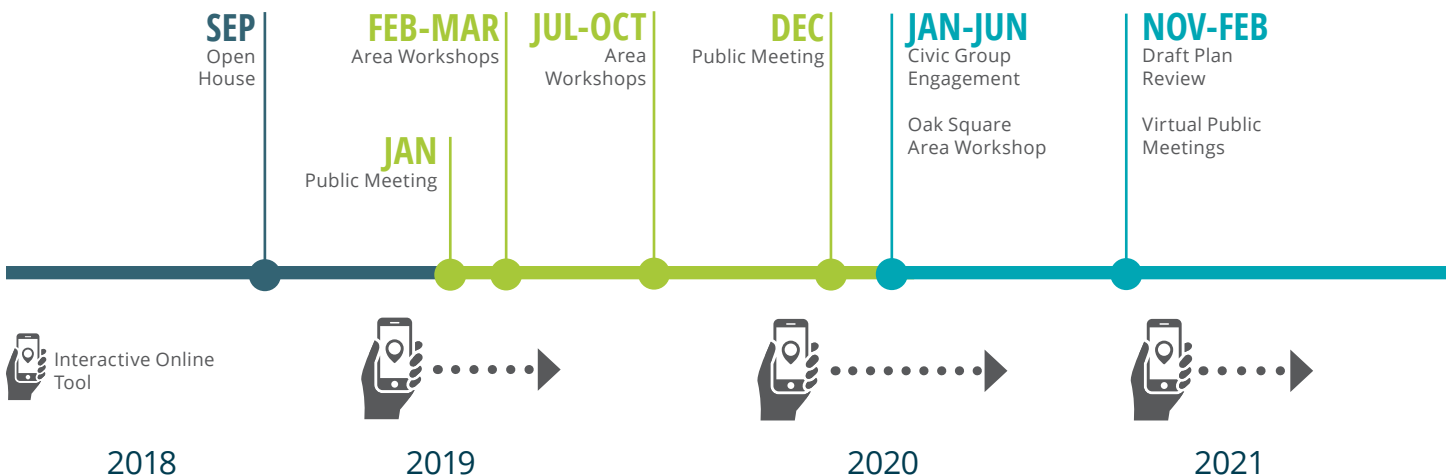 SEP
Open
House
JAN
Public Meeting
FEB-MAR
Area Workshops
JUL-OCT
Area
Workshops
DEC
Public Meeting
JAN-JUN
Civic Group
Engagement
Oak Square
Area Workshop
NOV-FEB
Draft Plan
Review
Virtual Public
Meetings
Interactive Online
Tool
2018
2019
2020
2021